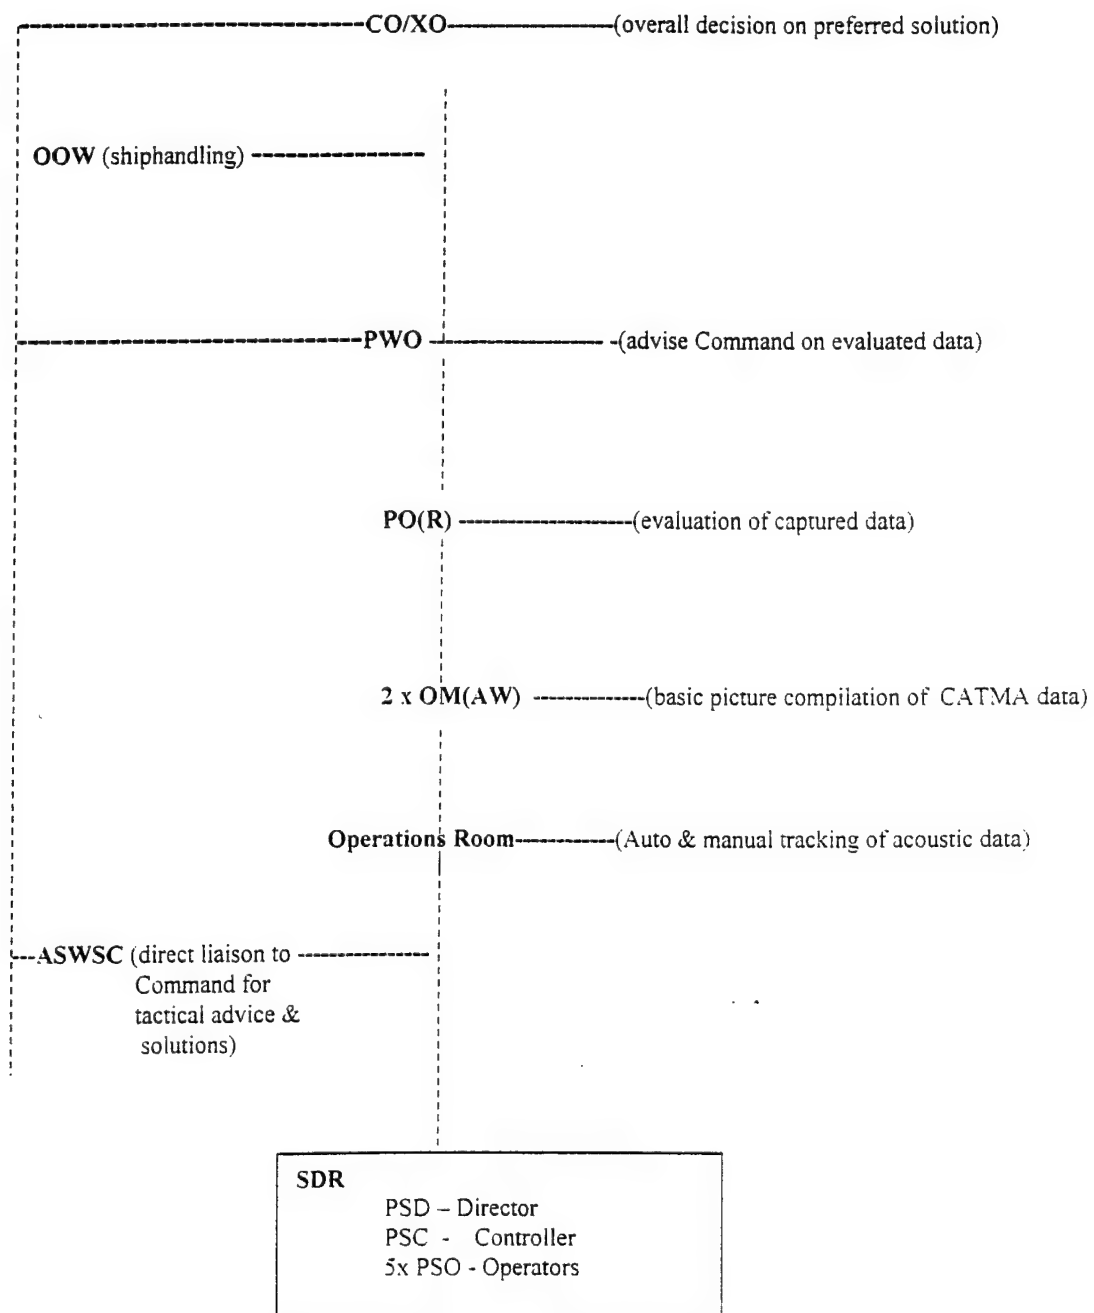 CO/XO (overall decision on preferred solution)
OOW (shiphandling)
PWO (advise Command on evaluated data)
PO(R) (evaluation of captured data)
2 x OM(AW) (basic picture compilation of CATMA data)
Operations Room (Auto & manual tracking of acoustic data)
ASWSC (direct liaison to
Command for
tactical advice &
solutions)
SDR
PSD – Director
PSC - Controller
5x PSO - Operators